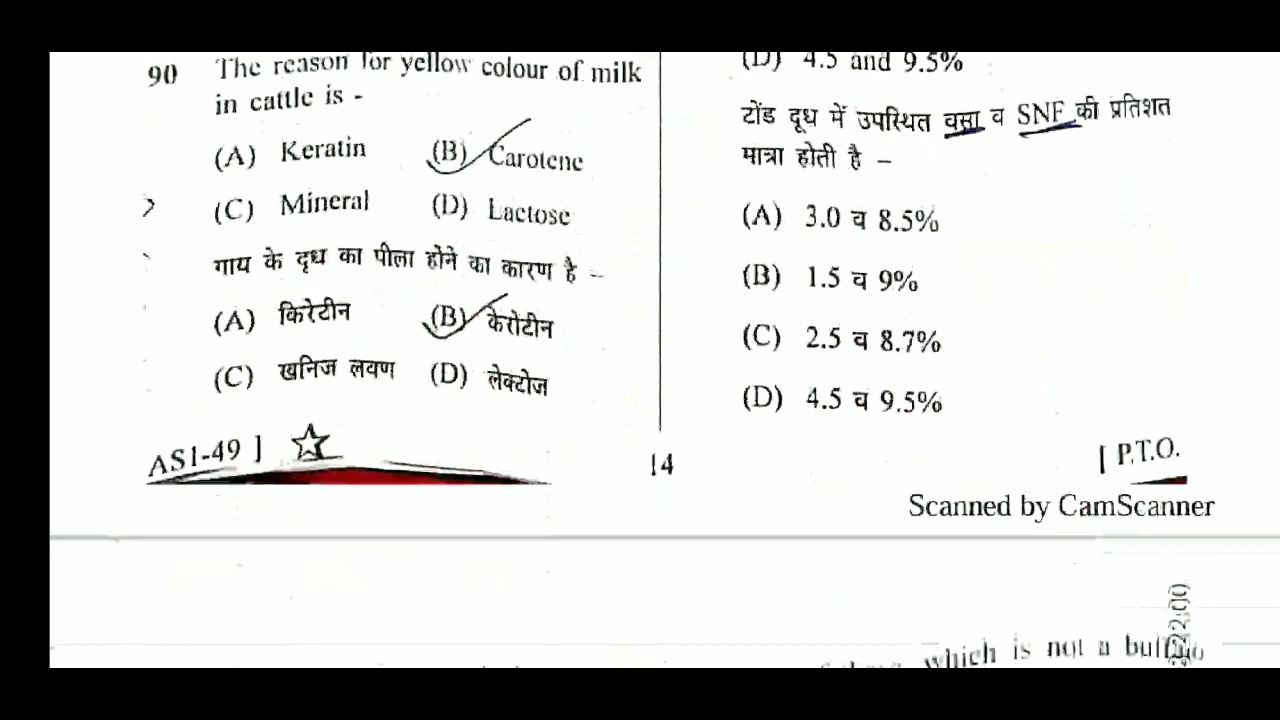 90 The reason for yellow colour of milk
in cattle is -
(A) Keratin (B) Carotene
(C) Mineral (D) Lactose
गाय के दूध का पीला होने का कारण है –
(A) किरेटीन (B) केरोटीन
(C) खनिज लवण (D) लेक्टोज
AS1-49 ]
(D) 4.5 and 9.5%
टोंड दूध में उपस्थित वसा व SNF की प्रतिशत
मात्रा होती है –
(A) 3.0 व 8.5%
(B) 1.5 व 9%
(C) 2.5 व 8.7%
(D) 4.5 व 9.5%
14
[ P.T.O.
Scanned by CamScanner
which is not a buffalo